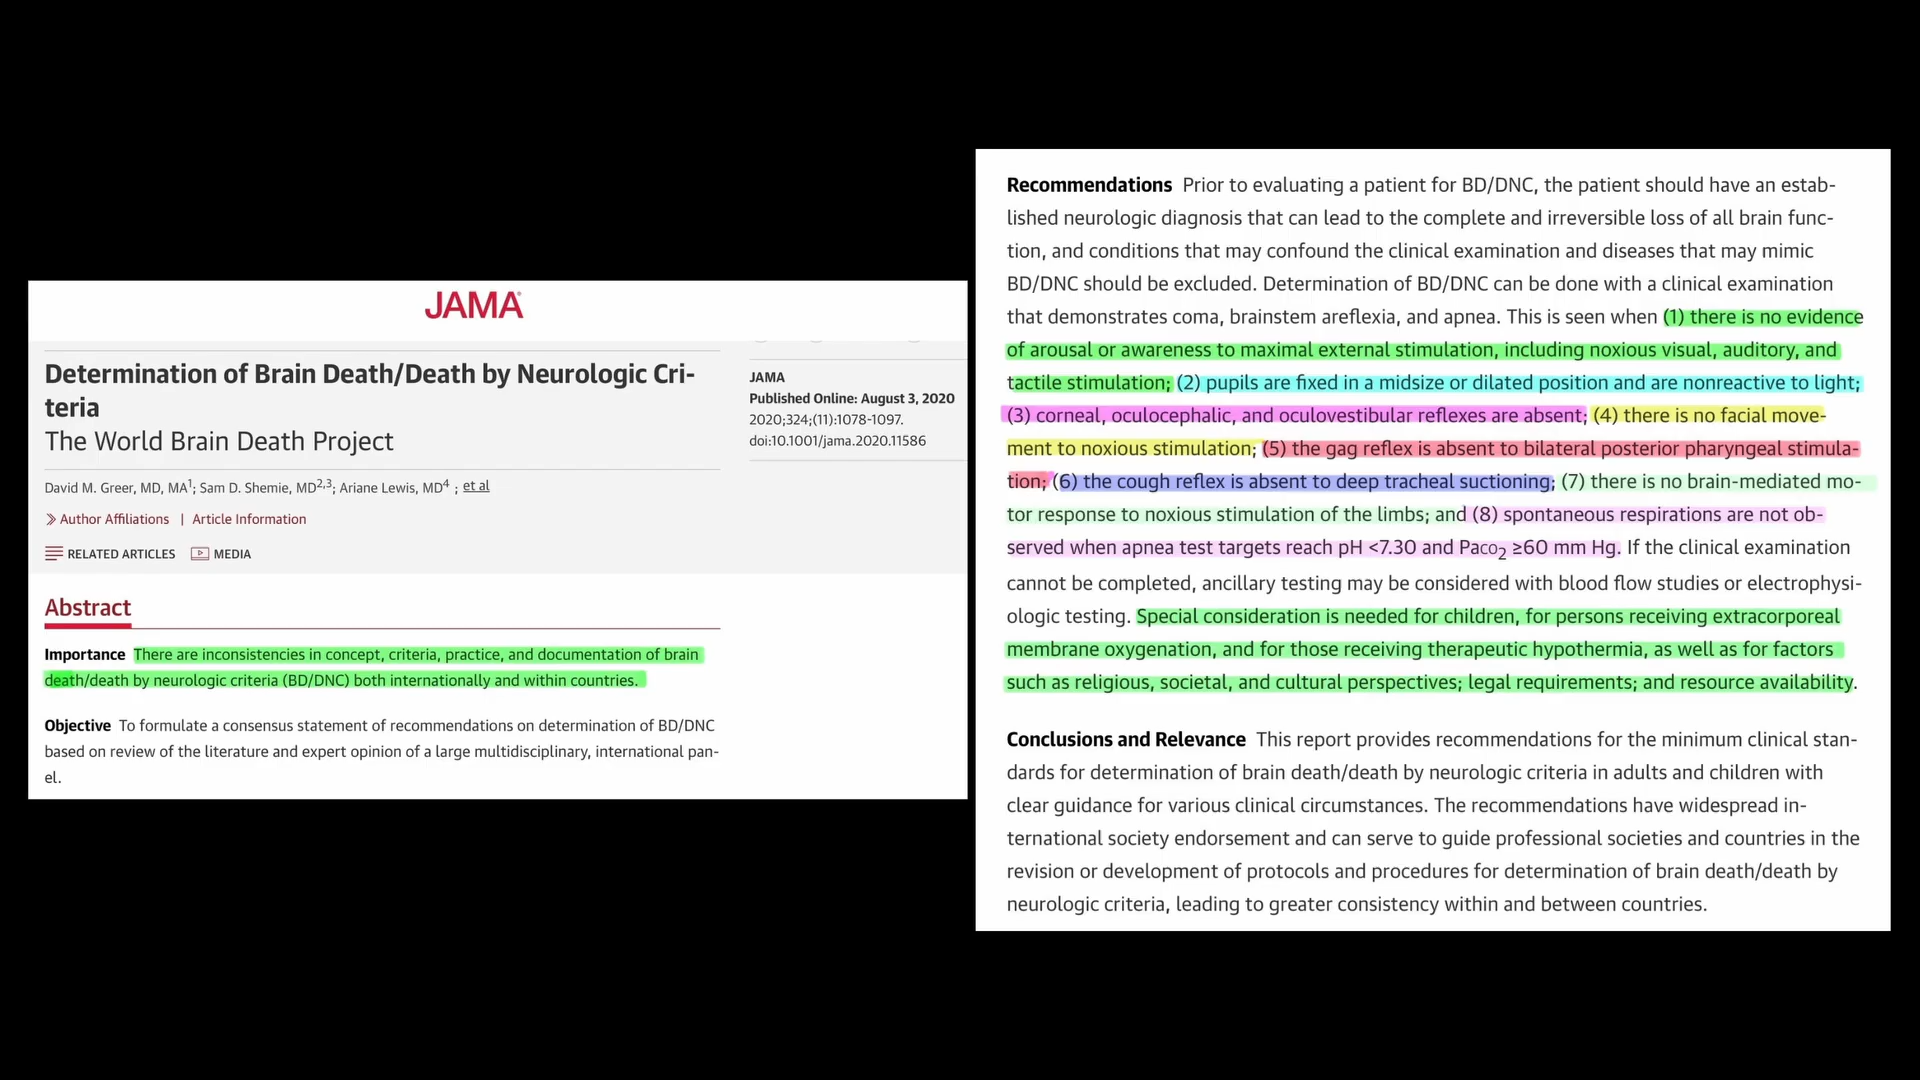 JAMA
Determination of Brain Death/Death by Neurologic Cri-
teria
The World Brain Death Project
David M. Greer, MD, MA1; Sam D. Shemie, MD2,3; Ariane Lewis, MD4 ; et al
Author Affiliations | Article Information
RELATED ARTICLES MEDIA
JAMA
Published Online: August 3, 2020
2020;324;(11):1078-1097.
doi:10.1001/jama.2020.11586
Abstract
Importance There are inconsistencies in concept, criteria, practice, and documentation of brain
death/death by neurologic criteria (BD/DNC) both internationally and within countries.
Objective To formulate a consensus statement of recommendations on determination of BD/DNC
based on review of the literature and expert opinion of a large multidisciplinary, international pan-
el.
Recommendations Prior to evaluating a patient for BD/DNC, the patient should have an estab-
lished neurologic diagnosis that can lead to the complete and irreversible loss of all brain func-
tion, and conditions that may confound the clinical examination and diseases that may mimic
BD/DNC should be excluded. Determination of BD/DNC can be done with a clinical examination
that demonstrates coma, brainstem areflexia, and apnea. This is seen when (1) there is no evidence
of arousal or awareness to maximal external stimulation, including noxious visual, auditory, and
tactile stimulation; (2) pupils are fixed in a midsize or dilated position and are nonreactive to light;
(3) corneal, oculocephalic, and oculovestibular reflexes are absent; (4) there is no facial move-
ment to noxious stimulation; (5) the gag reflex is absent to bilateral posterior pharyngeal stimula-
tion; (6) the cough reflex is absent to deep tracheal suctioning; (7) there is no brain-mediated mo-
tor response to noxious stimulation of the limbs; and (8) spontaneous respirations are not ob-
served when apnea test targets reach pH <7.30 and Paco2 ≥60 mm Hg. If the clinical examination
cannot be completed, ancillary testing may be considered with blood flow studies or electrophysi-
ologic testing. Special consideration is needed for children, for persons receiving extracorporeal
membrane oxygenation, and for those receiving therapeutic hypothermia, as well as for factors
such as religious, societal, and cultural perspectives; legal requirements; and resource availability.
Conclusions and Relevance This report provides recommendations for the minimum clinical stan-
dards for determination of brain death/death by neurologic criteria in adults and children with
clear guidance for various clinical circumstances. The recommendations have widespread in-
ternational society endorsement and can serve to guide professional societies and countries in the
revision or development of protocols and procedures for determination of brain death/death by
neurologic criteria, leading to greater consistency within and between countries.